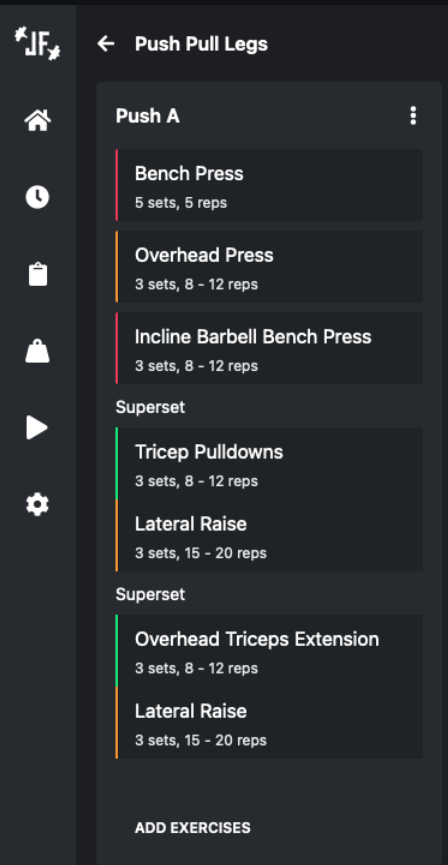 JF
Push Pull Legs
Push A
Bench Press
5 sets, 5 reps
Overhead Press
3 sets, 8 - 12 reps
Incline Barbell Bench Press
3 sets, 8 - 12 reps
Superset
Tricep Pulldowns
3 sets, 8 - 12 reps
Lateral Raise
3 sets, 15 - 20 reps
Superset
Overhead Triceps Extension
3 sets, 8 - 12 reps
Lateral Raise
3 sets, 15 - 20 reps
ADD EXERCISES